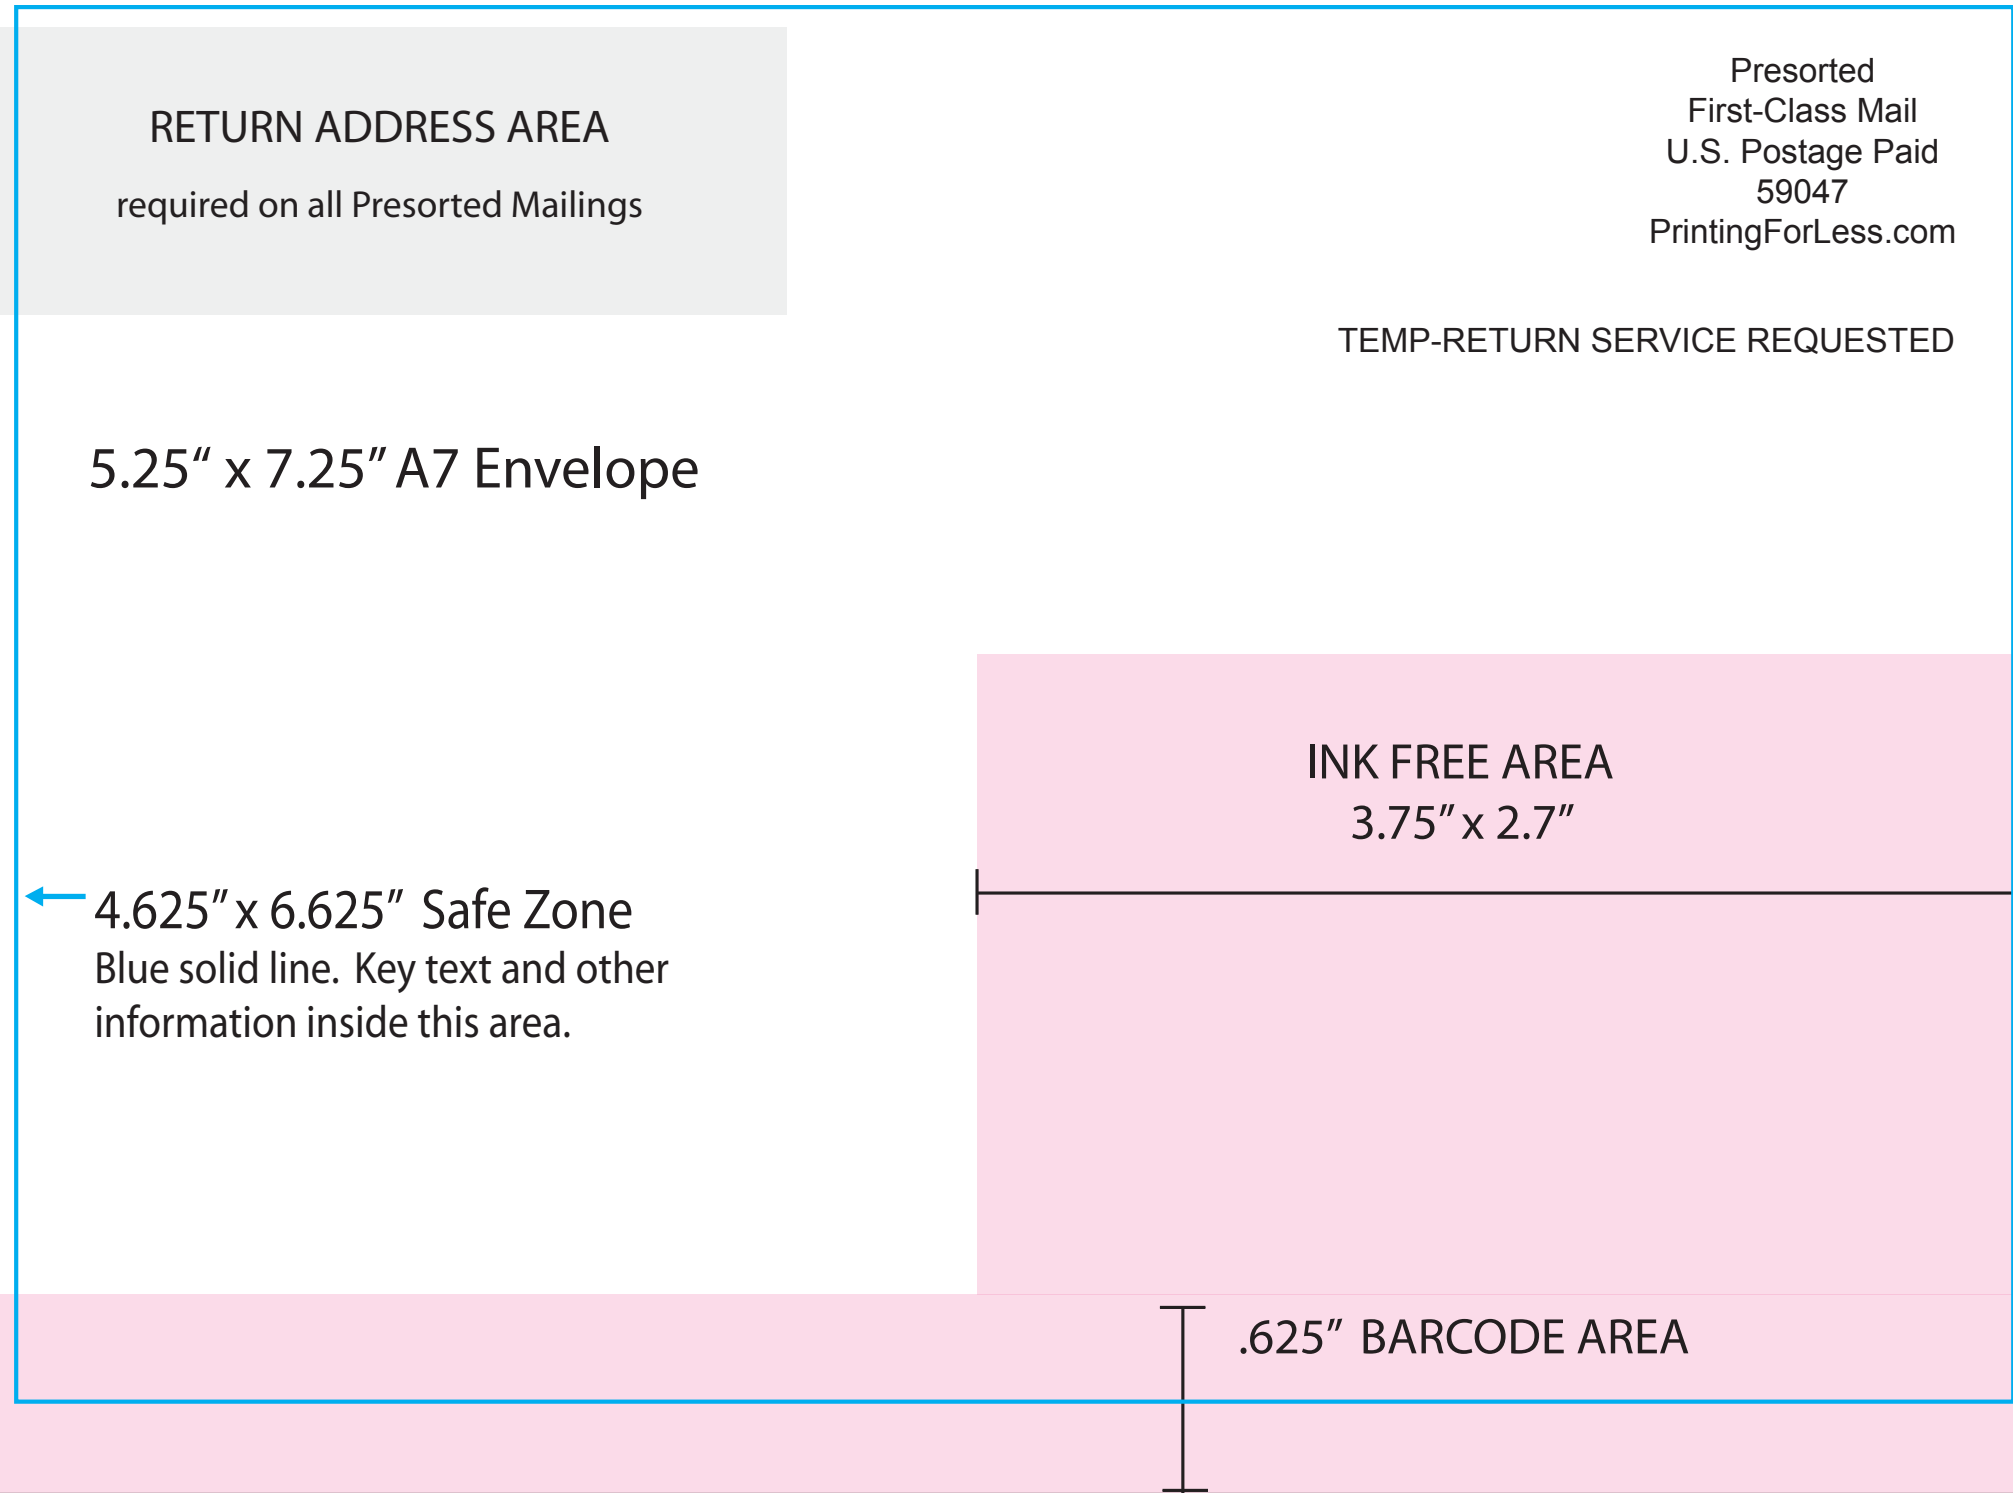 RETURN ADDRESS AREA
required on all Presorted Mailings
Presorted
First-Class Mail
U.S. Postage Paid
59047
PrintingForLess.com
TEMP-RETURN SERVICE REQUESTED
5.25“ x 7.25” A7 Envelope
INK FREE AREA
3.75” x 2.7”
4.625” x 6.625” Safe Zone
Blue solid line. Key text and other
information inside this area.
.625” BARCODE AREA